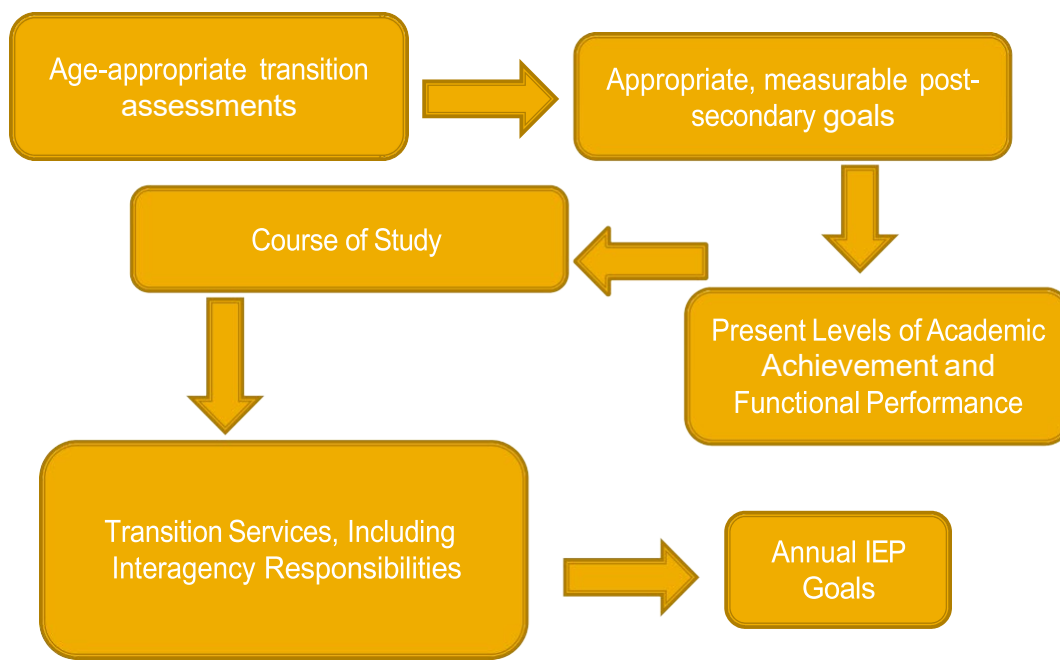 Age-appropriate transition
assessments
Appropriate, measurable post-
secondary goals
Course of Study
Present Levels of Academic
Achievement and
Functional Performance
Transition Services, Including
Interagency Responsibilities
Annual IEP
Goals